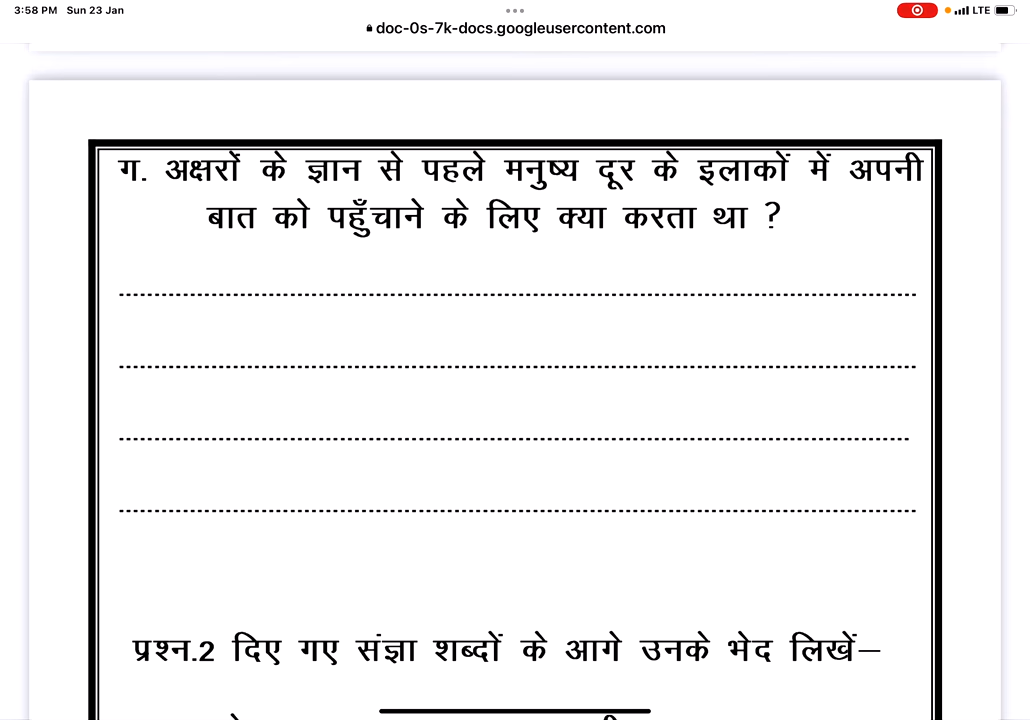 3:58 PM Sun 23 Jan
LTE
doc-0s-7k-docs.googleusercontent.com
ग. अक्षरों के ज्ञान से पहले मनुष्य दूर के इलाकों में अपनी
बात को पहुँचाने के लिए क्या करता था ?
प्रश्न.2 दिए गए संज्ञा शब्दों के आगे उनके भेद लिखें–